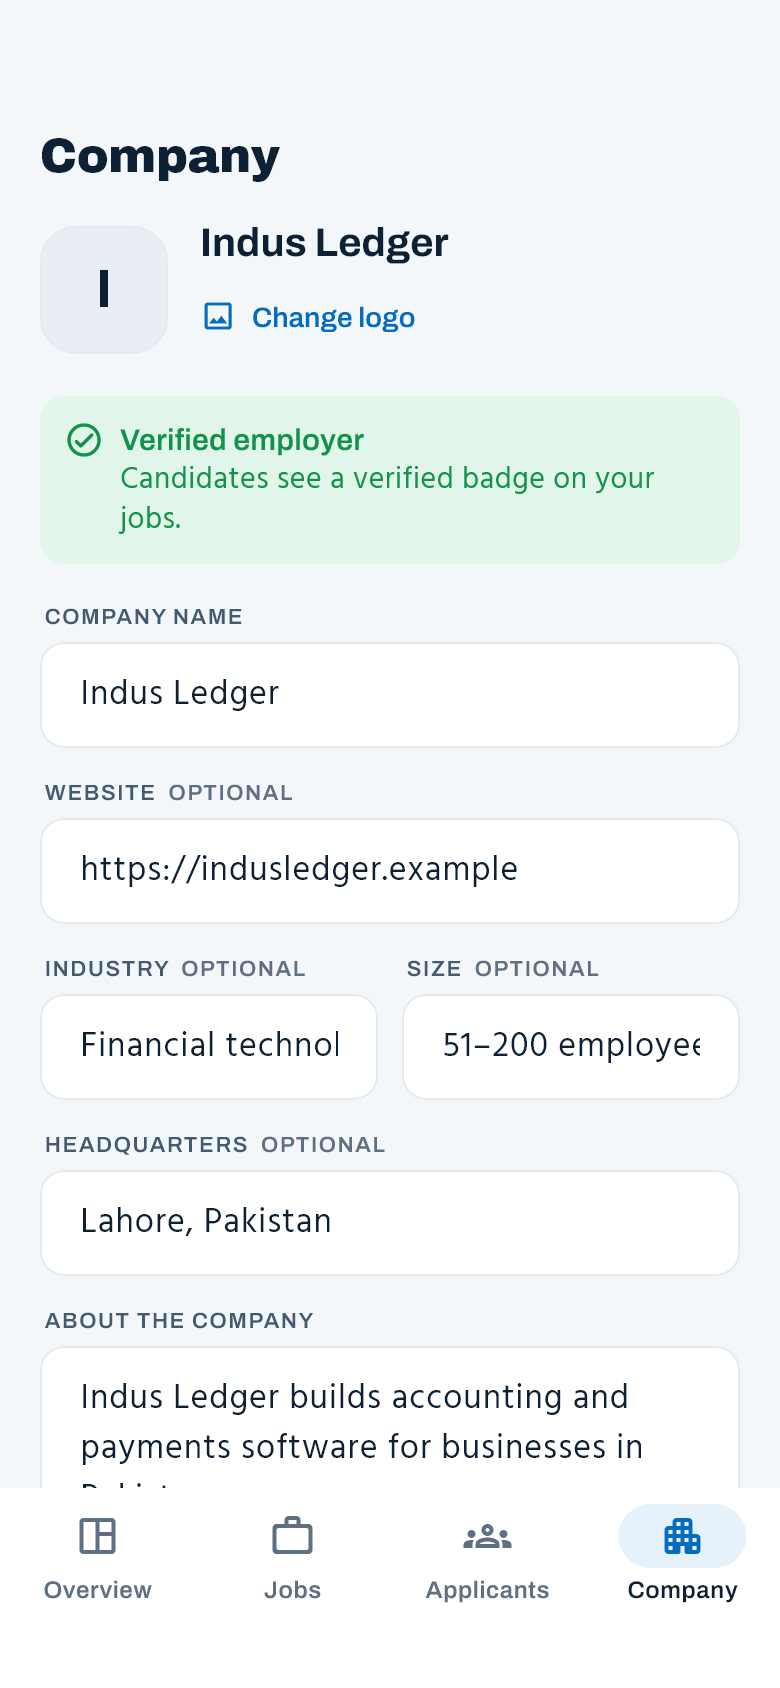 Company
I
Indus Ledger
Change logo
Verified employer
Candidates see a verified badge on your
jobs.
COMPANY NAME
Indus Ledger
WEBSITE OPTIONAL
https://indusledger.example
INDUSTRY OPTIONAL
SIZE OPTIONAL
Financial technol
51–200 employee
HEADQUARTERS OPTIONAL
Lahore, Pakistan
ABOUT THE COMPANY
Indus Ledger builds accounting and
payments software for businesses in
Overview
Jobs
Applicants
Company